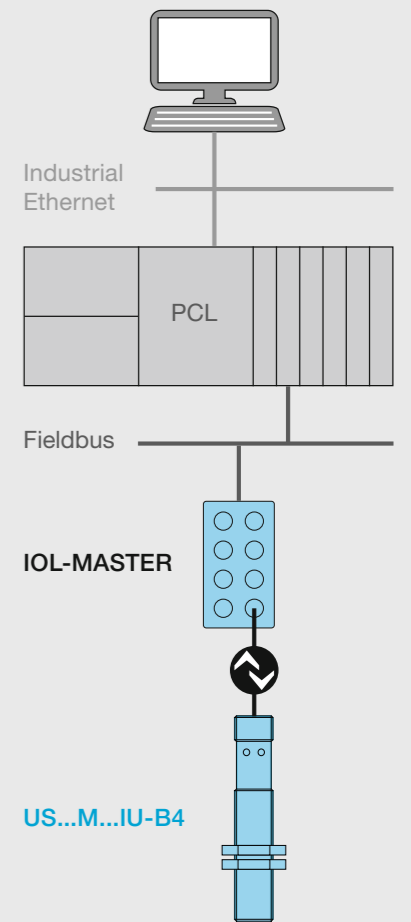 Industrial
Ethernet
PCL
Fieldbus
IOL-MASTER
US...M...IU-B4